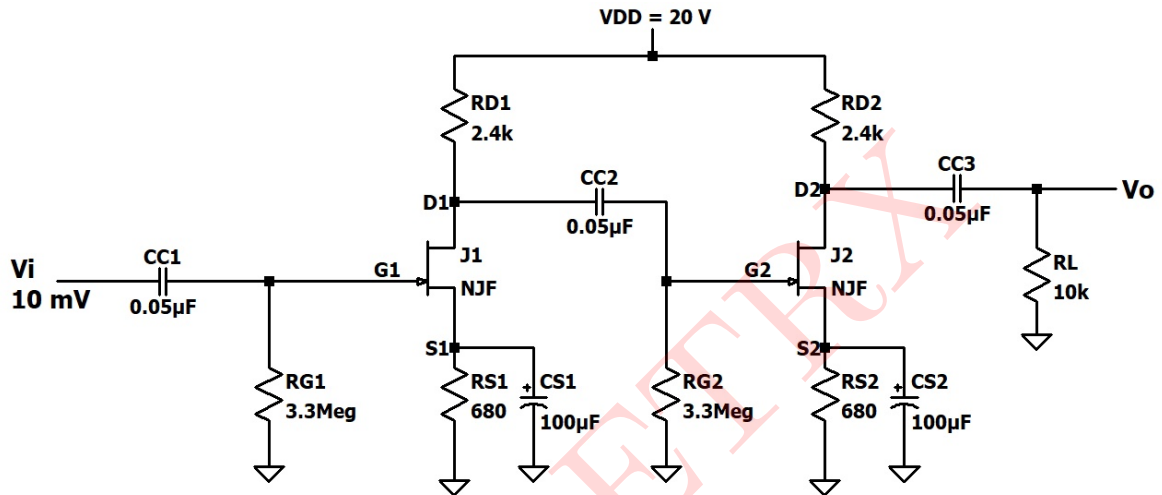 VDD = 20 V
RD1
2.4k
RD2
2.4k
CC2
0.05µF
CC3
0.05µF
D1
D2
Vo
Vi
10 mV
CC1
0.05µF
G1
J1
NJF
G2
J2
NJF
RL
10k
S1
S2
RG1
3.3Meg
RS1
680
CS1
+
100µF
RG2
3.3Meg
RS2
680
CS2
+
100µF
ETRX